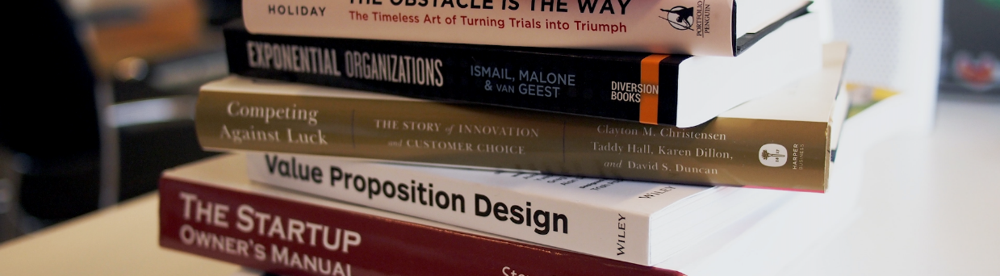 HOLIDAY
THE OBSTACLE IS THE WAY
The Timeless Art of Turning Trials into Triumph
PORTFOLIO
PENGUIN
EXPONENTIAL ORGANIZATIONS
ISMAIL, MALONE
& VAN GEEST
DIVERSION
BOOKS
Competing
Against Luck
THE STORY of INNOVATION
and CUSTOMER CHOICE
Clayton M. Christensen
Taddy Hall, Karen Dillon,
and David S. Duncan
HARPER
BUSINESS
Value Proposition Design
WILEY
WILEY
THE STARTUP
OWNER'S MANUAL